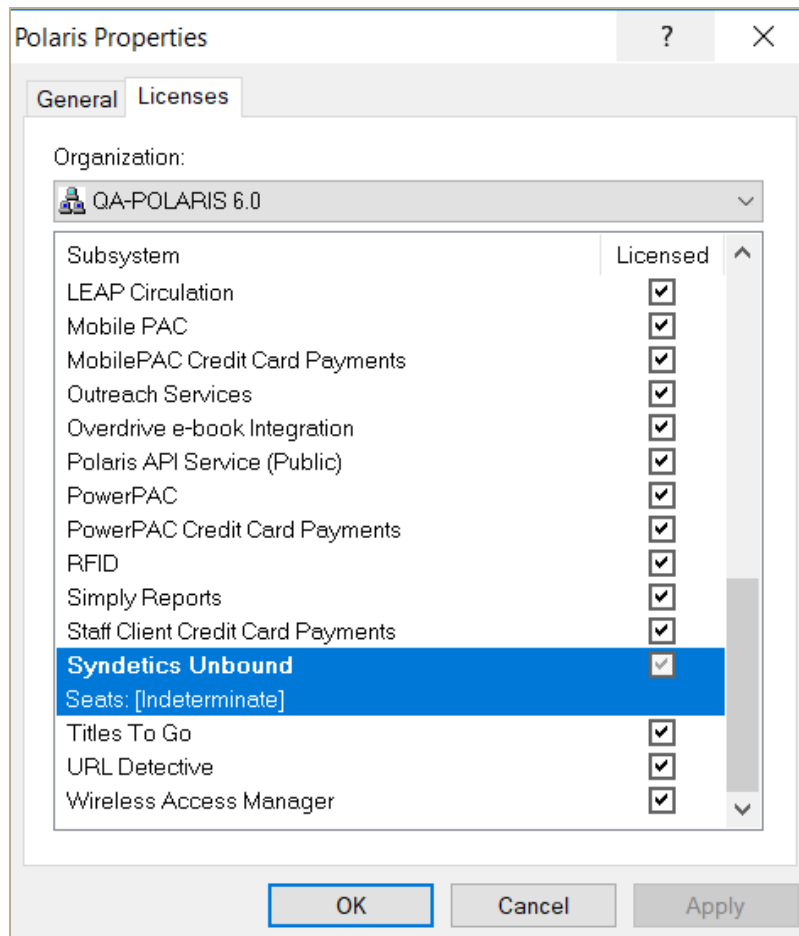 Polaris Properties
General Licenses
Organization:
QA-POLARIS 6.0
Subsystem Licensed
LEAP Circulation
Mobile PAC
MobilePAC Credit Card Payments
Outreach Services
Overdrive e-book Integration
Polaris API Service (Public)
PowerPAC
PowerPAC Credit Card Payments
RFID
Simply Reports
Staff Client Credit Card Payments
Syndetics Unbound
Seats: [Indeterminate]
Titles To Go
URL Detective
Wireless Access Manager
OK Cancel Apply